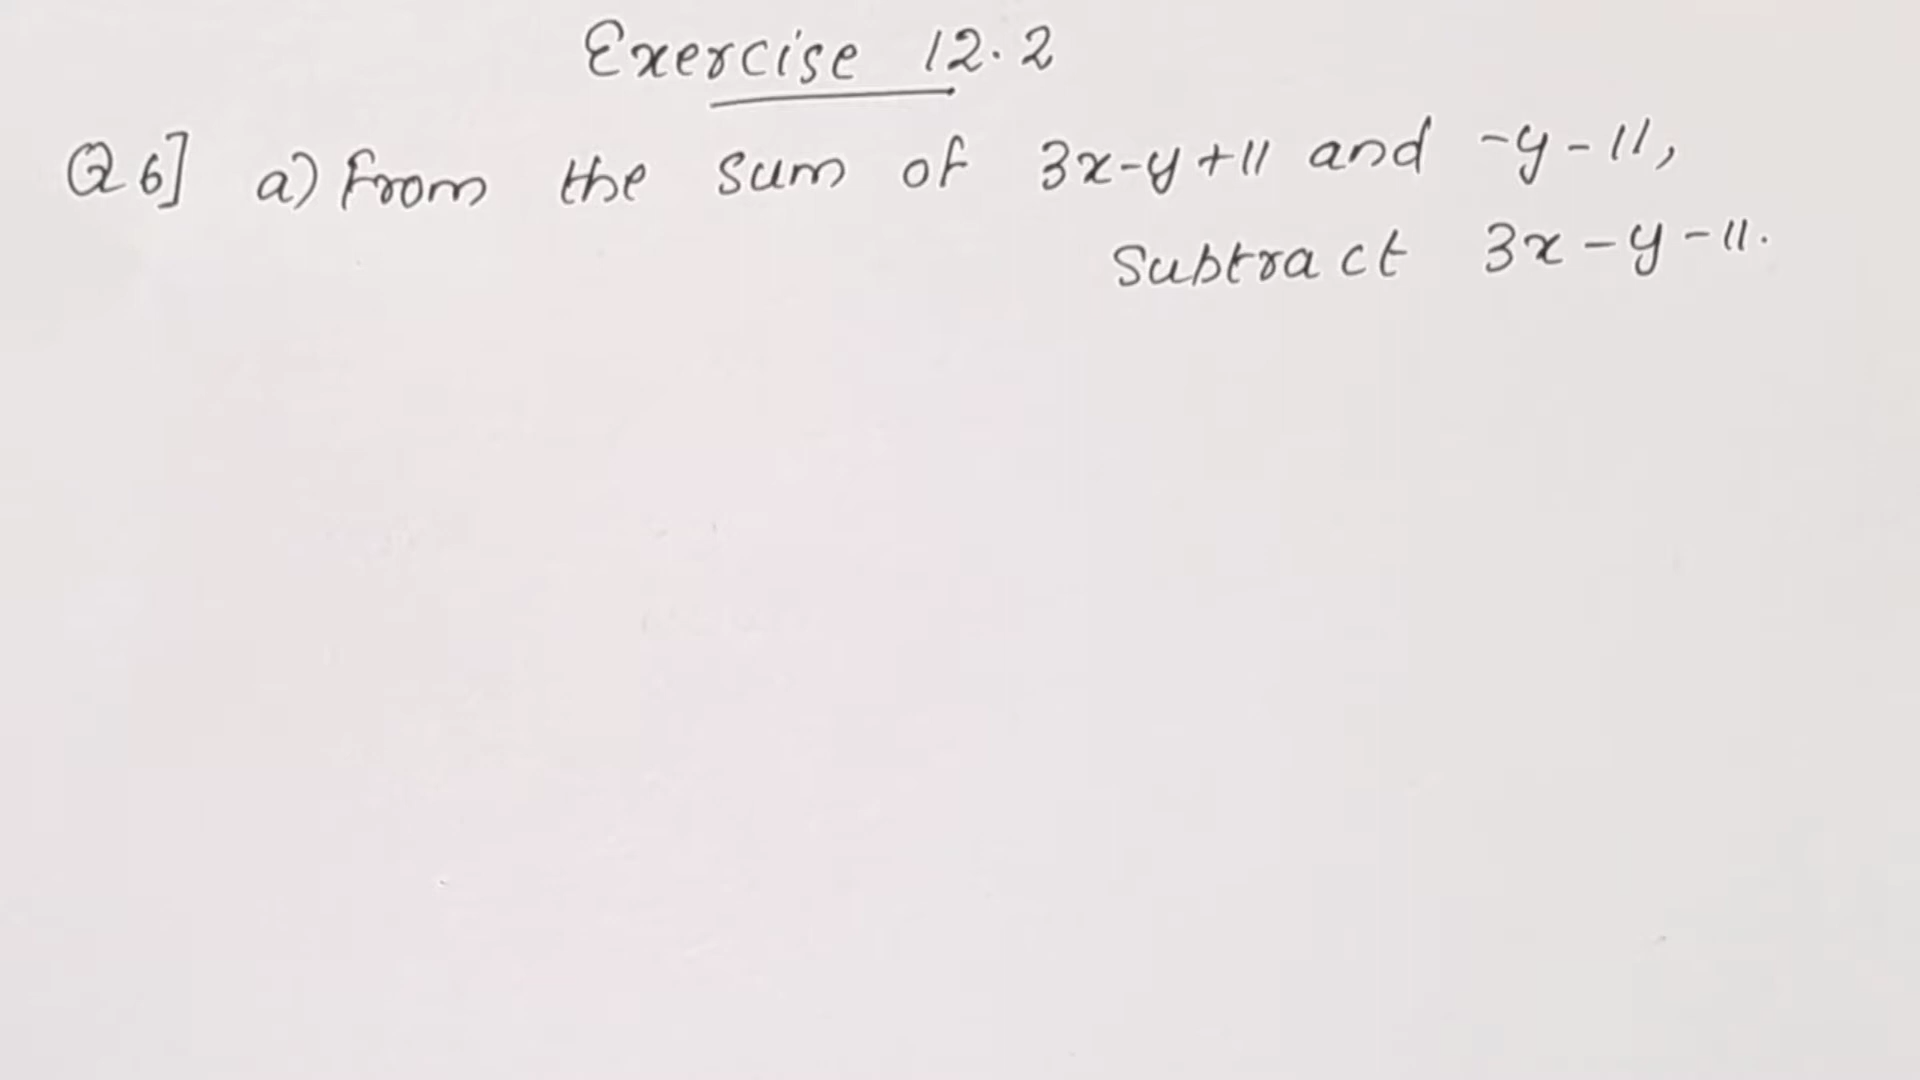 Exercise 12.2
Q6] a) From the sum of 3x-y+11 and -y-11,
Subtract 3x-y-11.